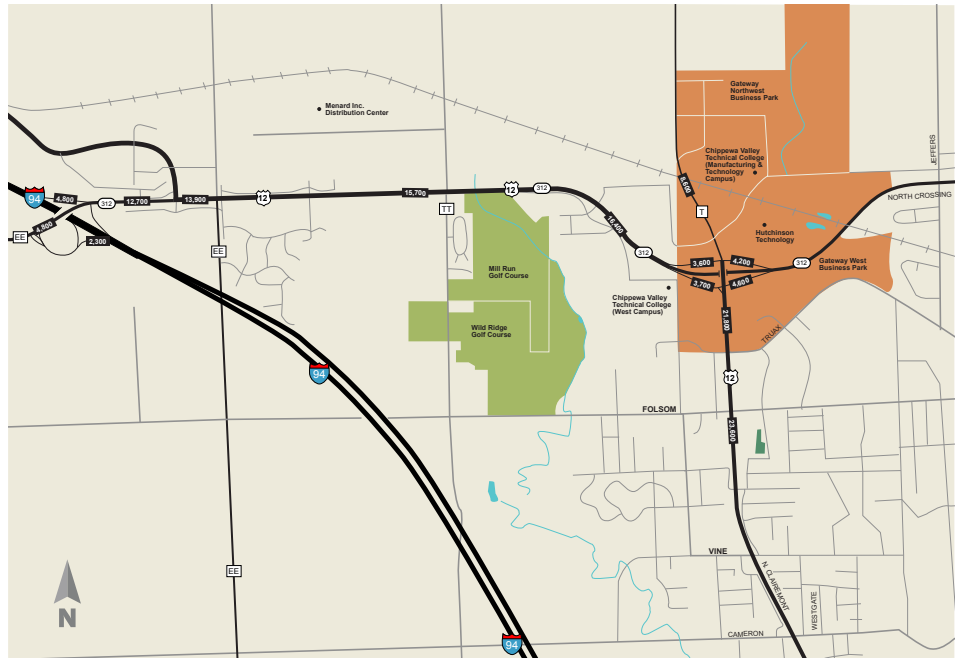 Gateway
Northwest
Business Park
Menard Inc.
Distribution Center
JEFFERS
Chippewa Valley
Technical College
(Manufacturing &
Technology
Campus)
8,600
94
4,800
312
12,700
13,900
12
15,700
12
312
NORTH CROSSING
TT
T
16,400
4,800
EE
2,300
EE
Hutchinson
Technology
312
3,600
4,200
312
Gateway West
Business Park
Mill Run
Golf Course
3,700
4,600
Chippewa Valley
Technical College
(West Campus)
21,800
TRUAX
Wild Ridge
Golf Course
94
12
FOLSOM
23,600
VINE
EE
N. CLAIREMONT
WESTGATE
N
CAMERON
94